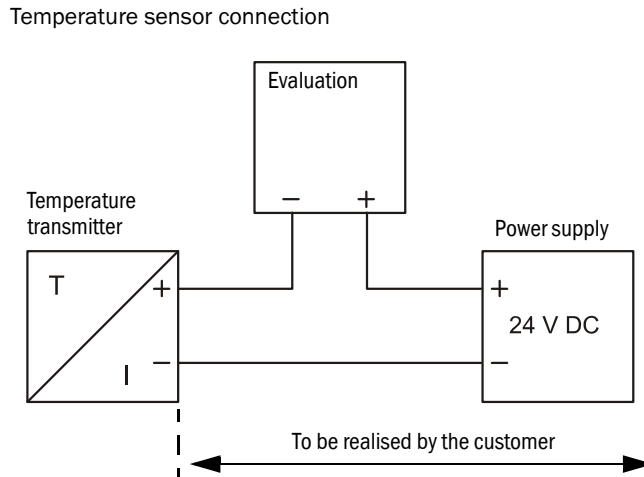 Temperature sensor connection
Evaluation
− +
Temperature
transmitter
Power supply
T
+
+
24 V DC
−
−
I
To be realised by the customer